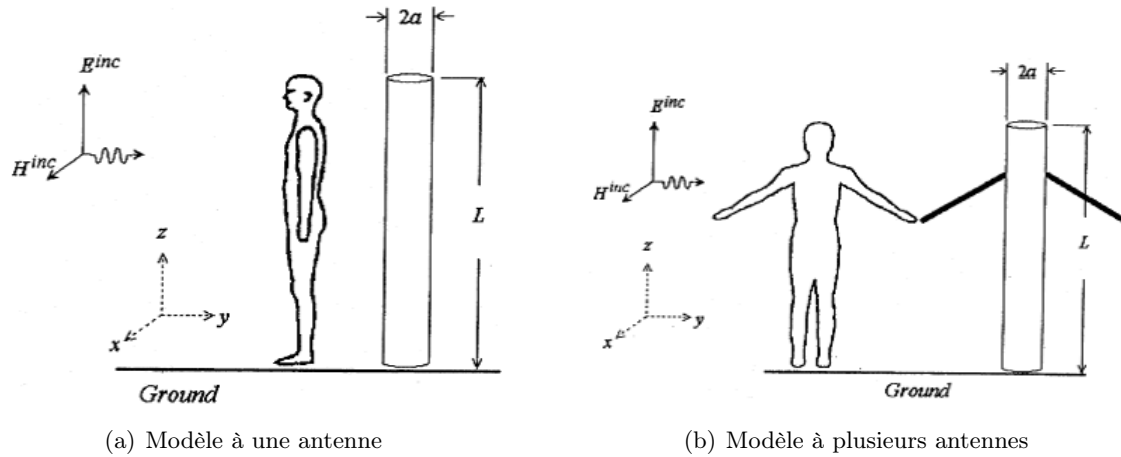 2a
E^inc
H^inc
L
z
y
x
Ground
(a) Modèle à une antenne
2a
E^inc
H^inc
z
L
y
x
Ground
(b) Modèle à plusieurs antennes